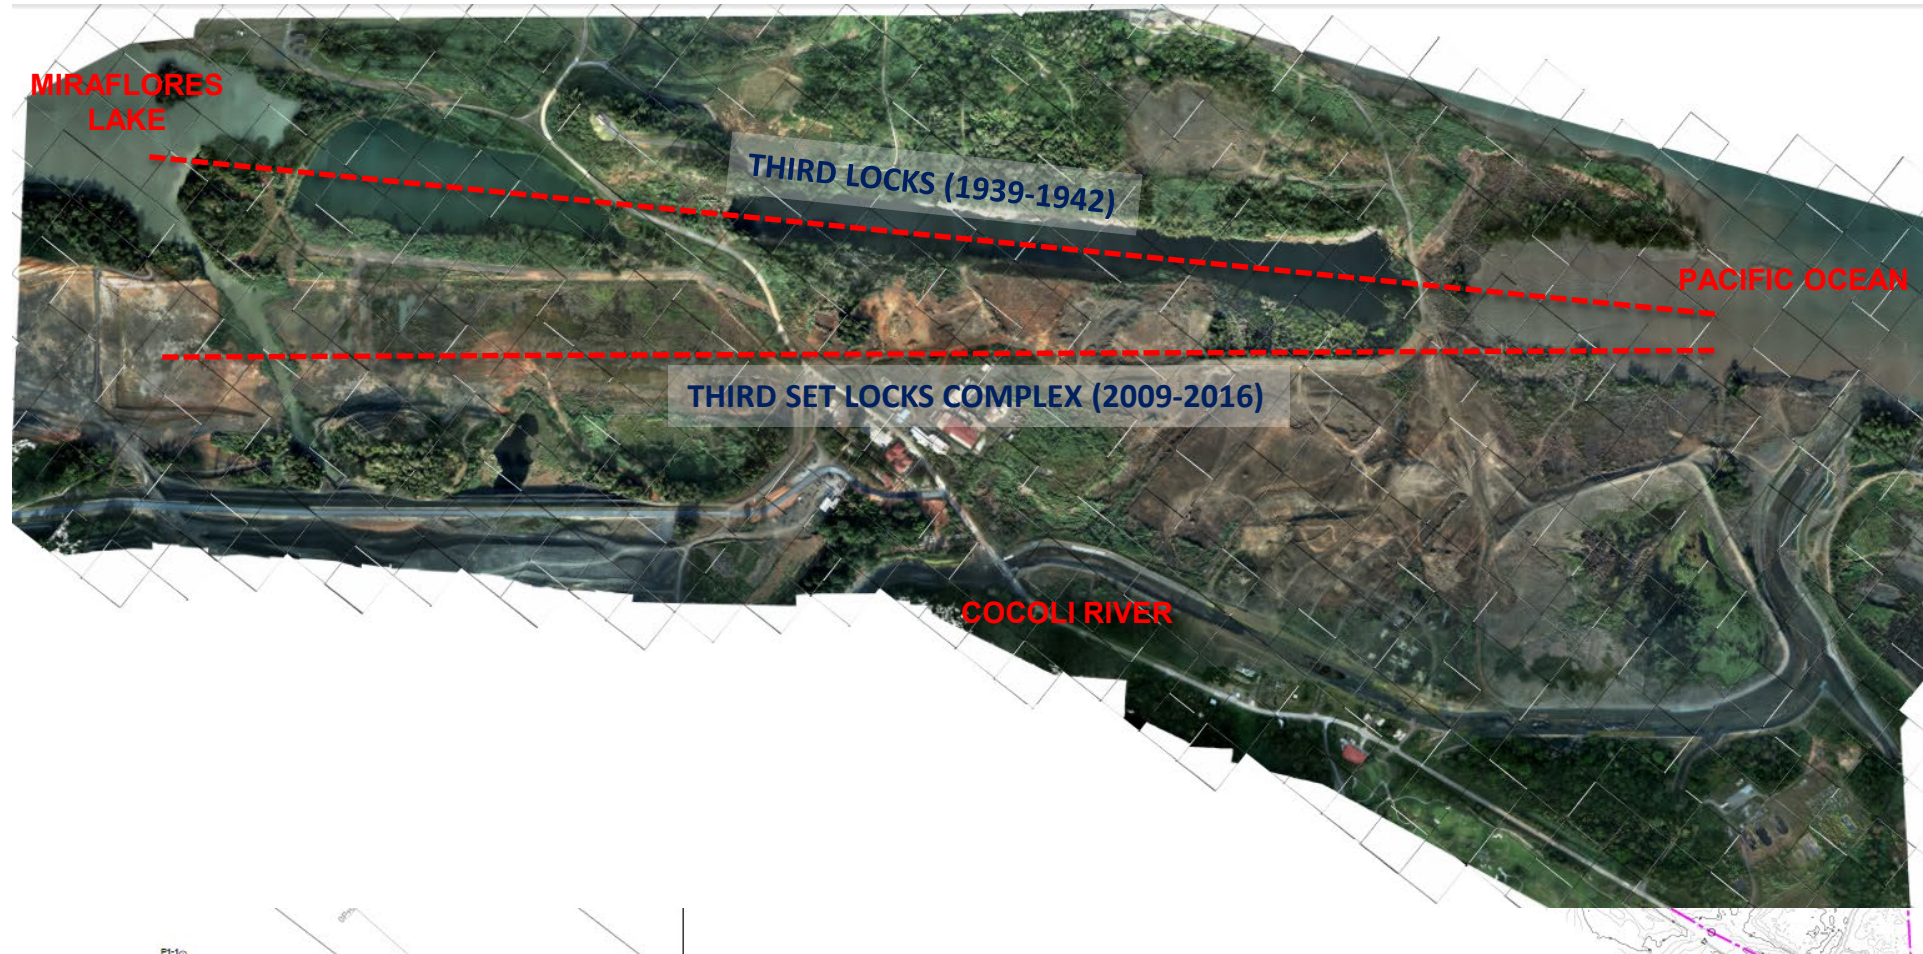 MIRAFLORES
LAKE
THIRD LOCKS (1939-1942)
PACIFIC OCEAN
THIRD SET LOCKS COMPLEX (2009-2016)
COCOLI RIVER